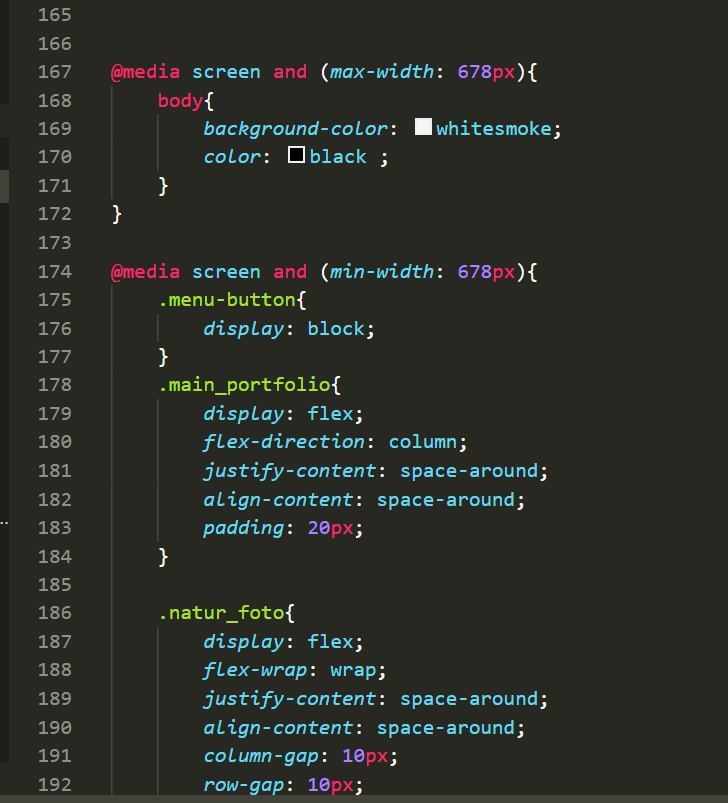 165
166
167 @media screen and (max-width: 678px){
168 body{
169 background-color: whitesmoke;
170 color: black ;
171 }
172 }
173
174 @media screen and (min-width: 678px){
175 .menu-button{
176 display: block;
177 }
178 .main_portfolio{
179 display: flex;
180 flex-direction: column;
181 justify-content: space-around;
182 align-content: space-around;
183 padding: 20px;
184 }
185
186 .natur_foto{
187 display: flex;
188 flex-wrap: wrap;
189 justify-content: space-around;
190 align-content: space-around;
191 column-gap: 10px;
192 row-gap: 10px;